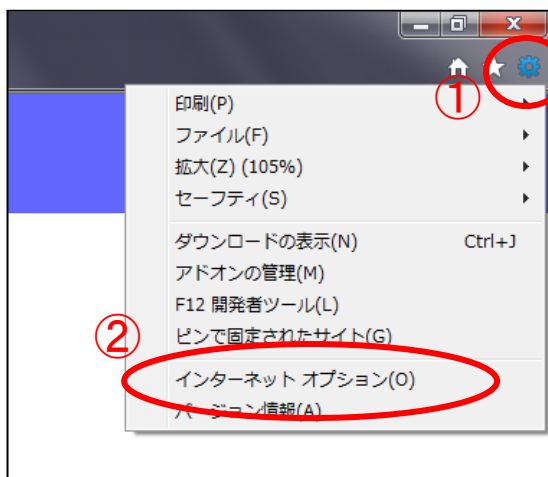 ①
印刷(P)
ファイル(F)
拡大(Z) (105%)
セーフティ(S)
ダウンロードの表示(N) Ctrl+J
アドオンの管理(M)
F12 開発者ツール(L)
ピンで固定されたサイト(G)
②
インターネット オプション(O)
バージョン情報(A)